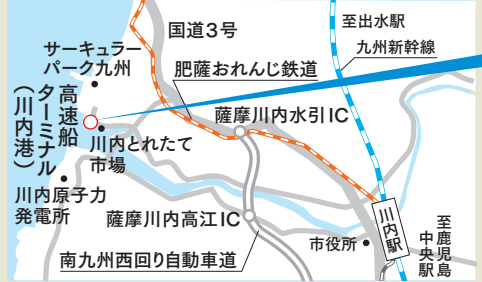 国道3号
至出水駅
九州新幹線
サーキュラー
パーク九州
肥薩おれんじ鉄道
高速船
ターミナル
（川内港）
薩摩川内水引IC
川内とれたて
市場
川内原子力
発電所
薩摩川内高江IC
川内駅
市役所
至鹿児島
中央駅
南九州西回り自動車道